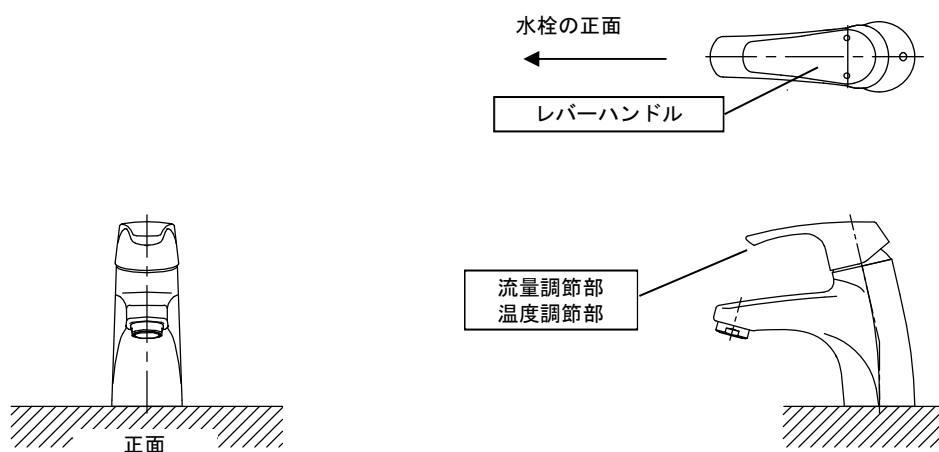 水栓の正面
レバーハンドル
流量調節部
温度調節部
正面